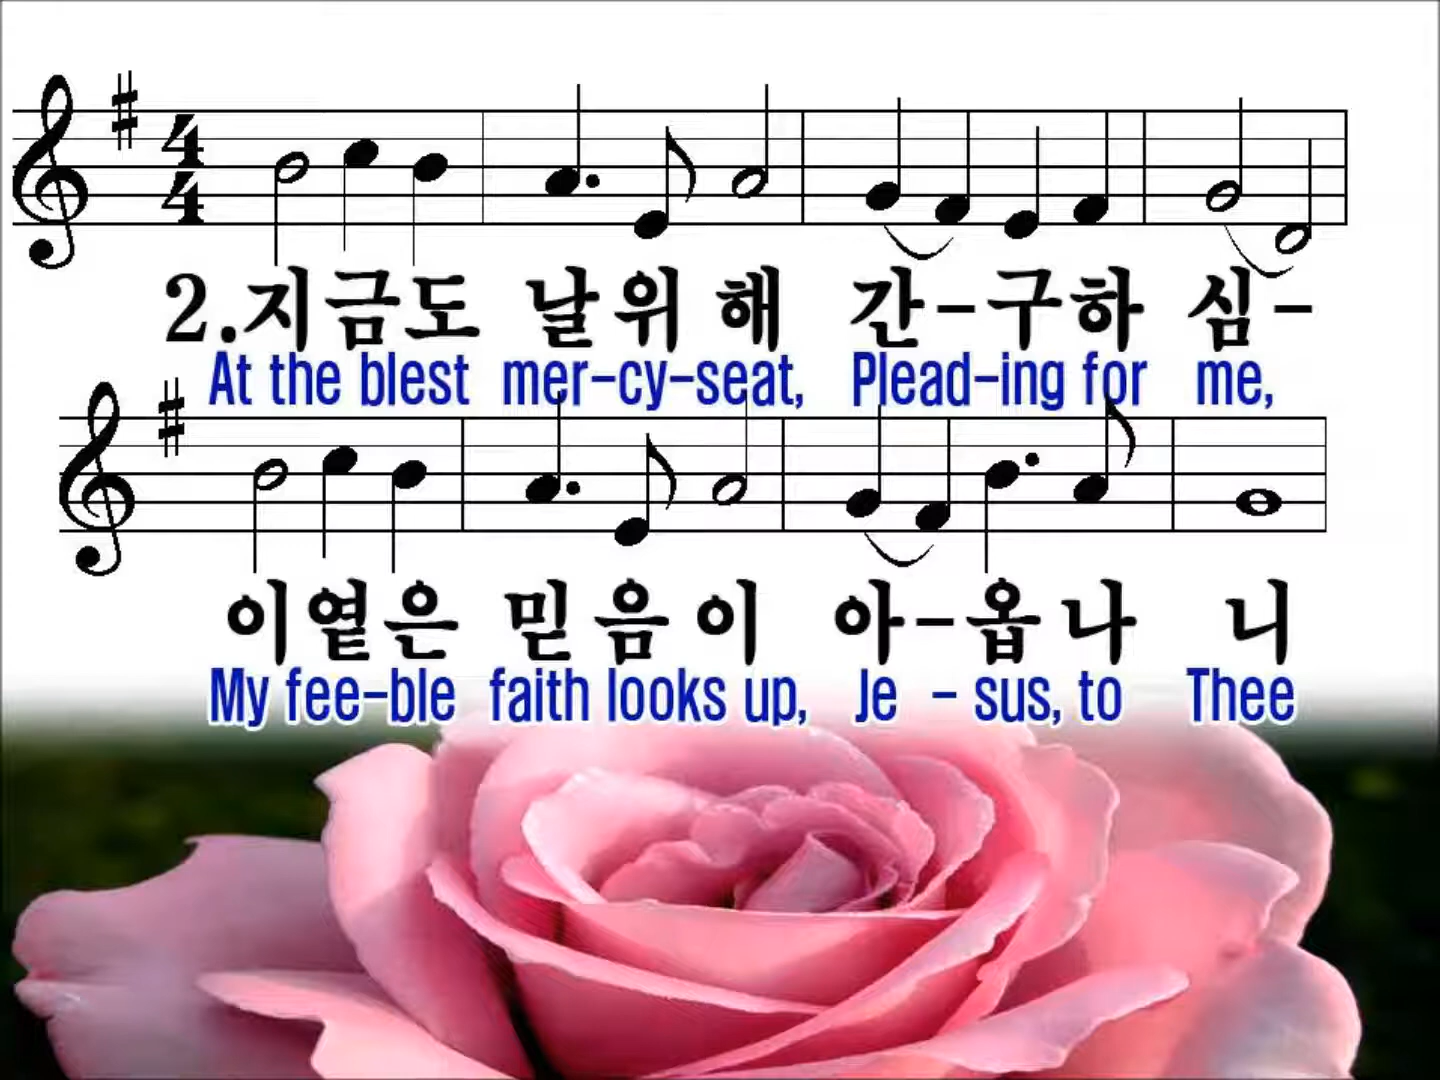 2.지금도 날위해 간-구하 심-
At the blest mer-cy-seat, Plead-ing for me,
이옅은 믿음이 아-옵나 니
My fee-ble faith looks up, Je - sus, to Thee